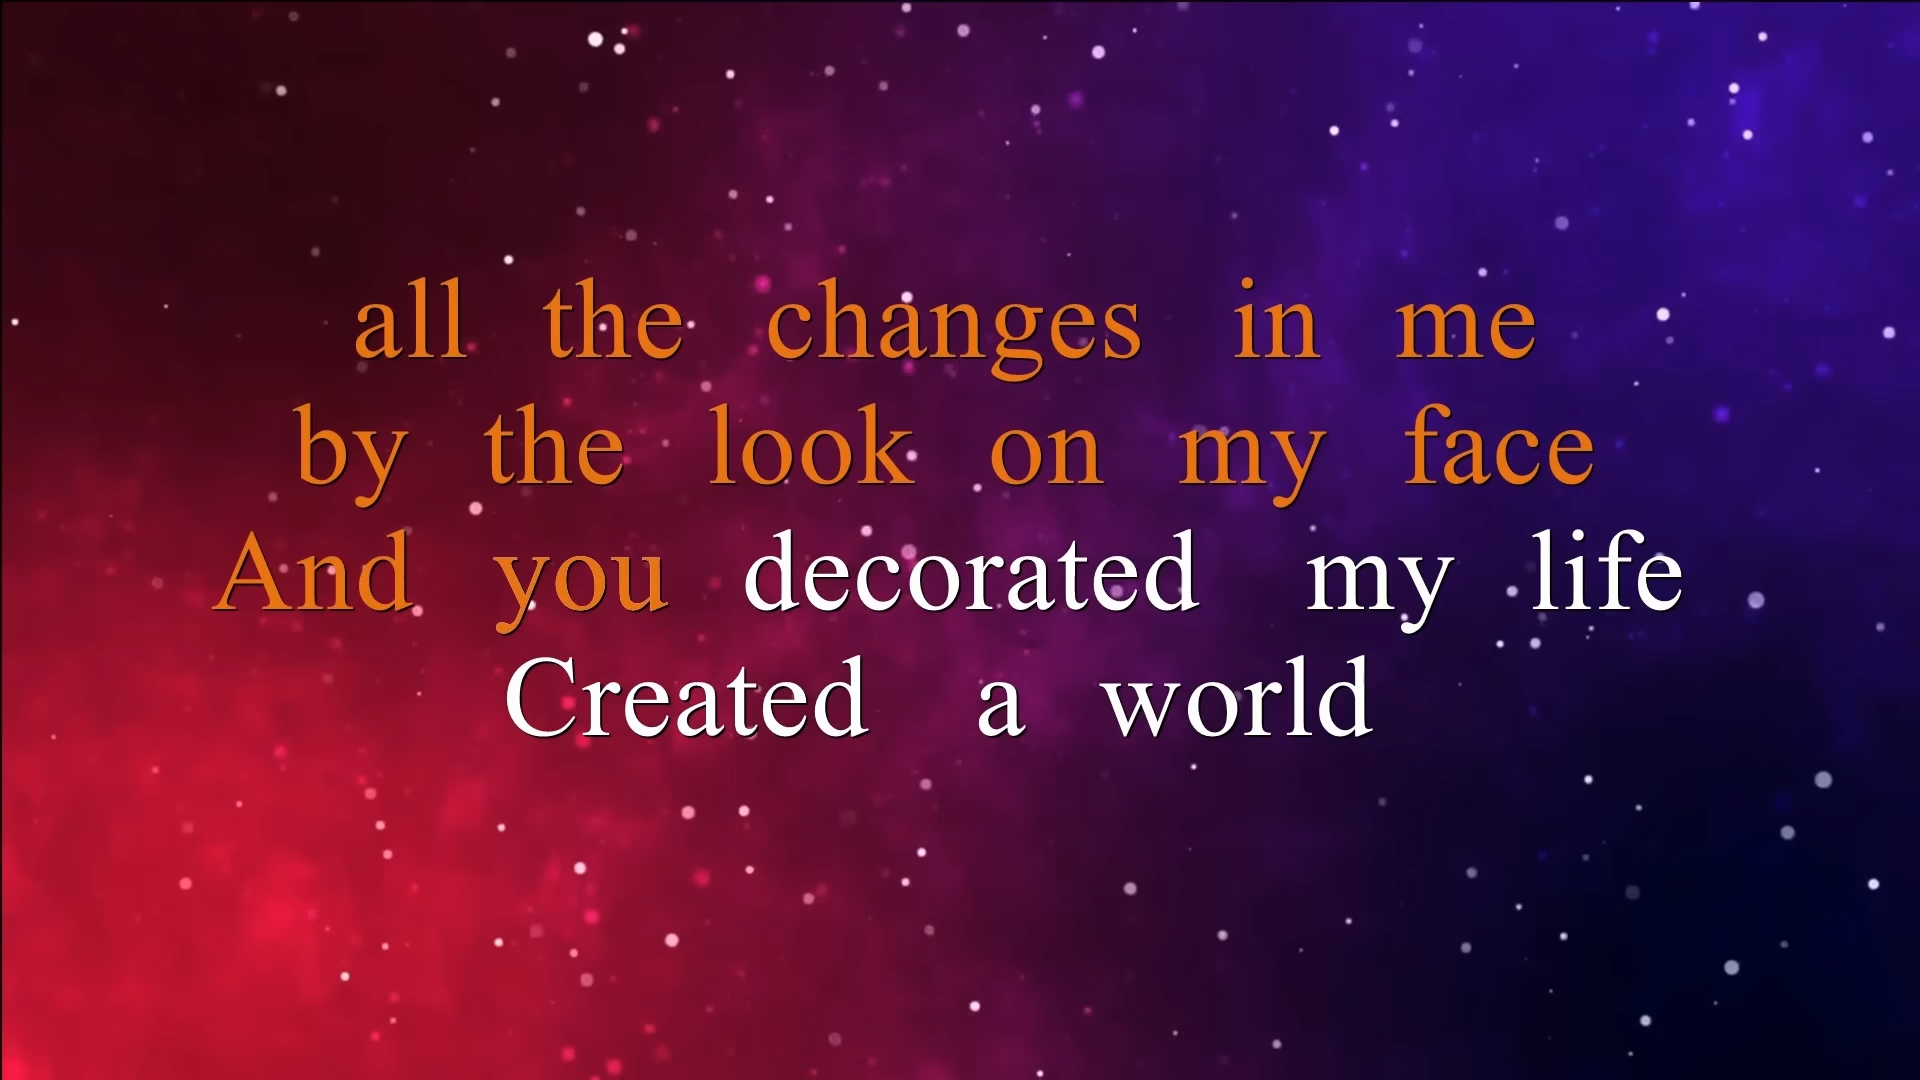 all the changes in me
by the look on my face
And you decorated my life
Created a world